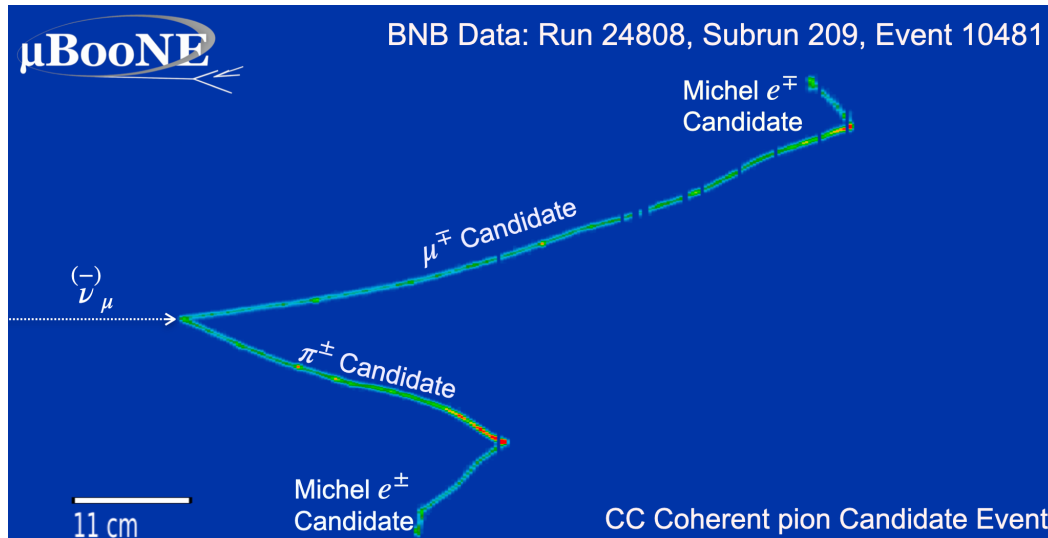 μBooNE
BNB Data: Run 24808, Subrun 209, Event 10481
Michel e∓
Candidate
μ∓ Candidate
(−)
ν μ
π± Candidate
Michel e±
Candidate
11 cm
CC Coherent pion Candidate Event